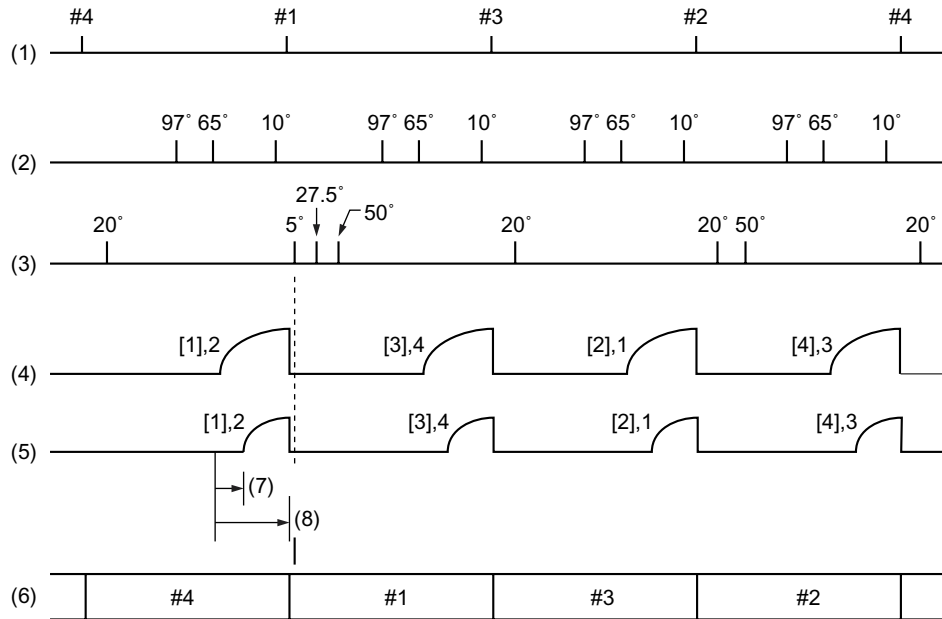 #4 #1 #3 #2 #4
(1)
97° 65° 10° 97° 65° 10° 97° 65° 10° 97° 65° 10°
(2)
27.5°
50°
20° 5° 20° 20° 50° 20°
(3)
[1],2 [3],4 [2],1 [4],3
(4)
[1],2 [3],4 [2],1 [4],3
(5)
(7)
(8)
(6) #4 #1 #3 #2